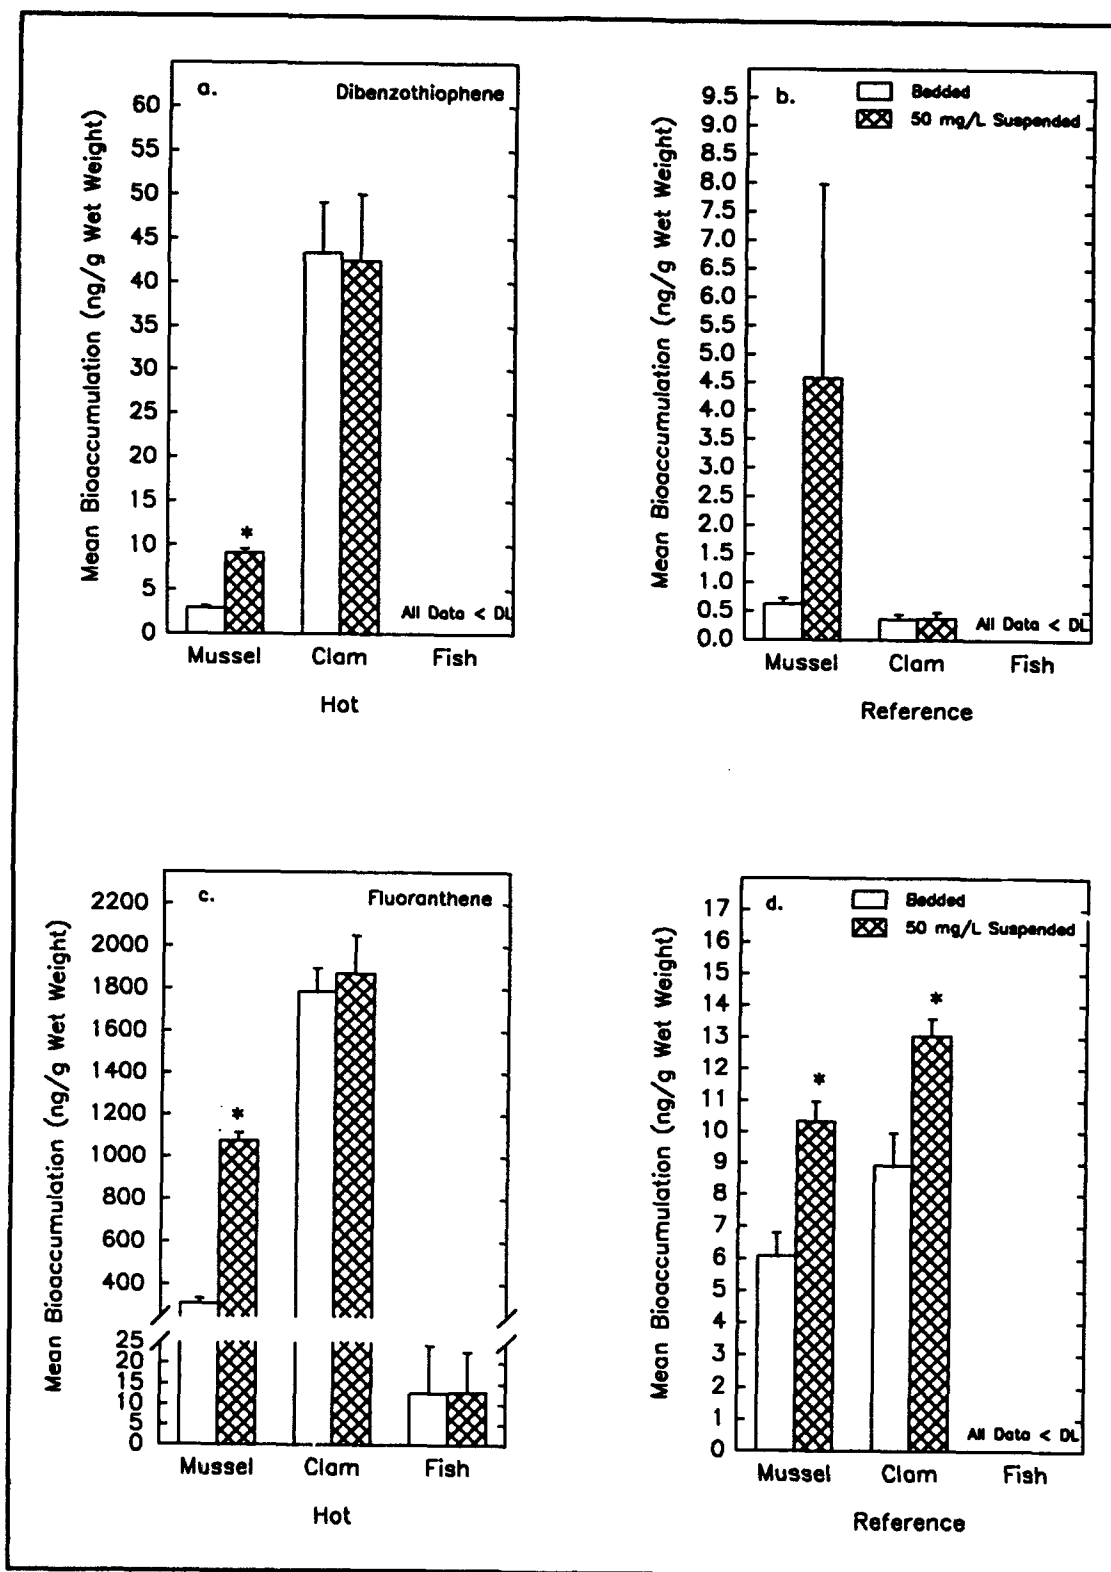 a.
Dibenzothiophene
Mean Bioaccumulation (ng/g Wet Weight)
60
55
50
45
40
35
30
25
20
15
10
5
0
*
All Data < DL
Mussel Clam Fish
Hot
b.
Bedded
50 mg/L Suspended
Mean Bioaccumulation (ng/g Wet Weight)
9.5
9.0
8.5
8.0
7.5
7.0
6.5
6.0
5.5
5.0
4.5
4.0
3.5
3.0
2.5
2.0
1.5
1.0
0.5
0.0
All Data < DL
Mussel Clam Fish
Reference
c.
Fluoranthene
Mean Bioaccumulation (ng/g Wet Weight)
2200
2000
1800
1600
1400
1200
1000
800
600
400
25
20
15
10
5
0
*
Mussel Clam Fish
Hot
d.
Bedded
50 mg/L Suspended
Mean Bioaccumulation (ng/g Wet Weight)
17
16
15
14
13
12
11
10
9
8
7
6
5
4
3
2
1
0
*
*
All Data < DL
Mussel Clam Fish
Reference